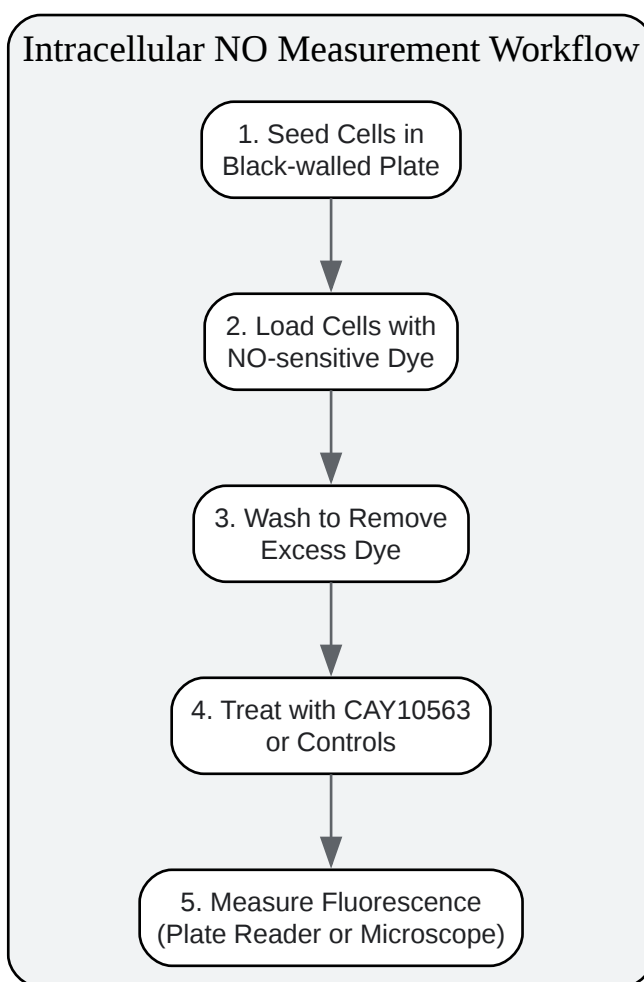 Intracellular NO Measurement Workflow
1. Seed Cells in
Black-walled Plate
2. Load Cells with
NO-sensitive Dye
3. Wash to Remove
Excess Dye
4. Treat with CAY10563
or Controls
5. Measure Fluorescence
(Plate Reader or Microscope)